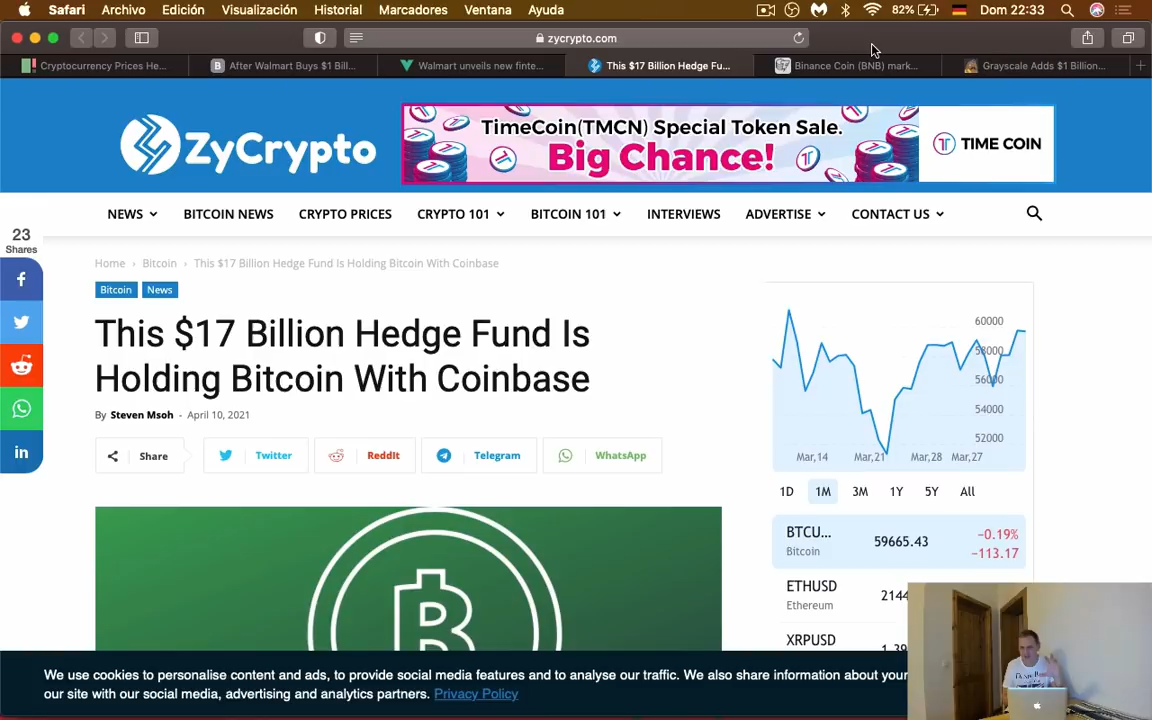 Safari Archivo Edición Visualización Historial Marcadores Ventana Ayuda 82% Dom 22:33
zycrypto.com
Cryptocurrency Prices He... After Walmart Buys $1 Bill... Walmart unveils new finte... This $17 Billion Hedge Fu... Binance Coin (BNB) mark... Grayscale Adds $1 Billion...
ZyCrypto
TimeCoin(TMCN) Special Token Sale.
Big Chance!
TIME COIN
NEWS BITCOIN NEWS CRYPTO PRICES CRYPTO 101 BITCOIN 101 INTERVIEWS ADVERTISE CONTACT US
23
Shares
Home › Bitcoin › This $17 Billion Hedge Fund Is Holding Bitcoin With Coinbase
Bitcoin News
This $17 Billion Hedge Fund Is
Holding Bitcoin With Coinbase
By Steven Msoh - April 10, 2021
Share Twitter ReddIt Telegram WhatsApp
60000
58000
56000
54000
52000
Mar,14 Mar,21 Mar,28 Mar,27
1D 1M 3M 1Y 5Y All
BTCU... 59665.43 −0.19%
Bitcoin −113.17
ETHUSD 2144
Ethereum
XRPUSD
We use cookies to personalise content and ads, to provide social media features and to analyse our traffic. We also share information about your
our site with our social media, advertising and analytics partners. Privacy Policy